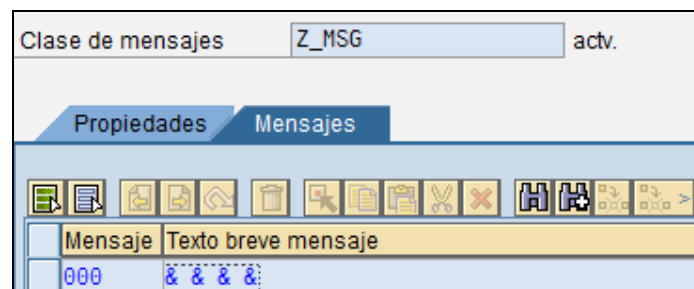 Clase de mensajes Z_MSG actv.
Propiedades Mensajes
Mensaje Texto breve mensaje
000 & & & &